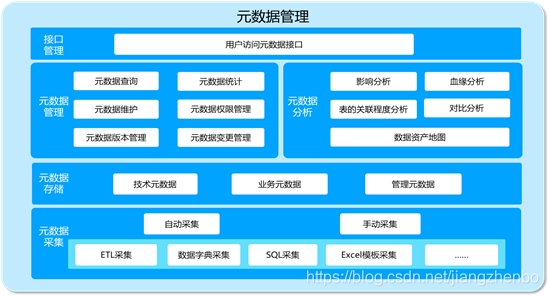 元数据管理
接口
管理
用户访问元数据接口
元数据
管理
元数据查询
元数据统计
元数据维护
元数据权限管理
元数据版本管理
元数据变更管理
元数据
分析
影响分析
血缘分析
表的关联程度分析
对比分析
数据资产地图
元数据
存储
技术元数据
业务元数据
管理元数据
元数据
采集
自动采集
手动采集
ETL采集
数据字典采集
SQL采集
Excel模板采集
......
https://blog.csdn.net/jiangzhenbo